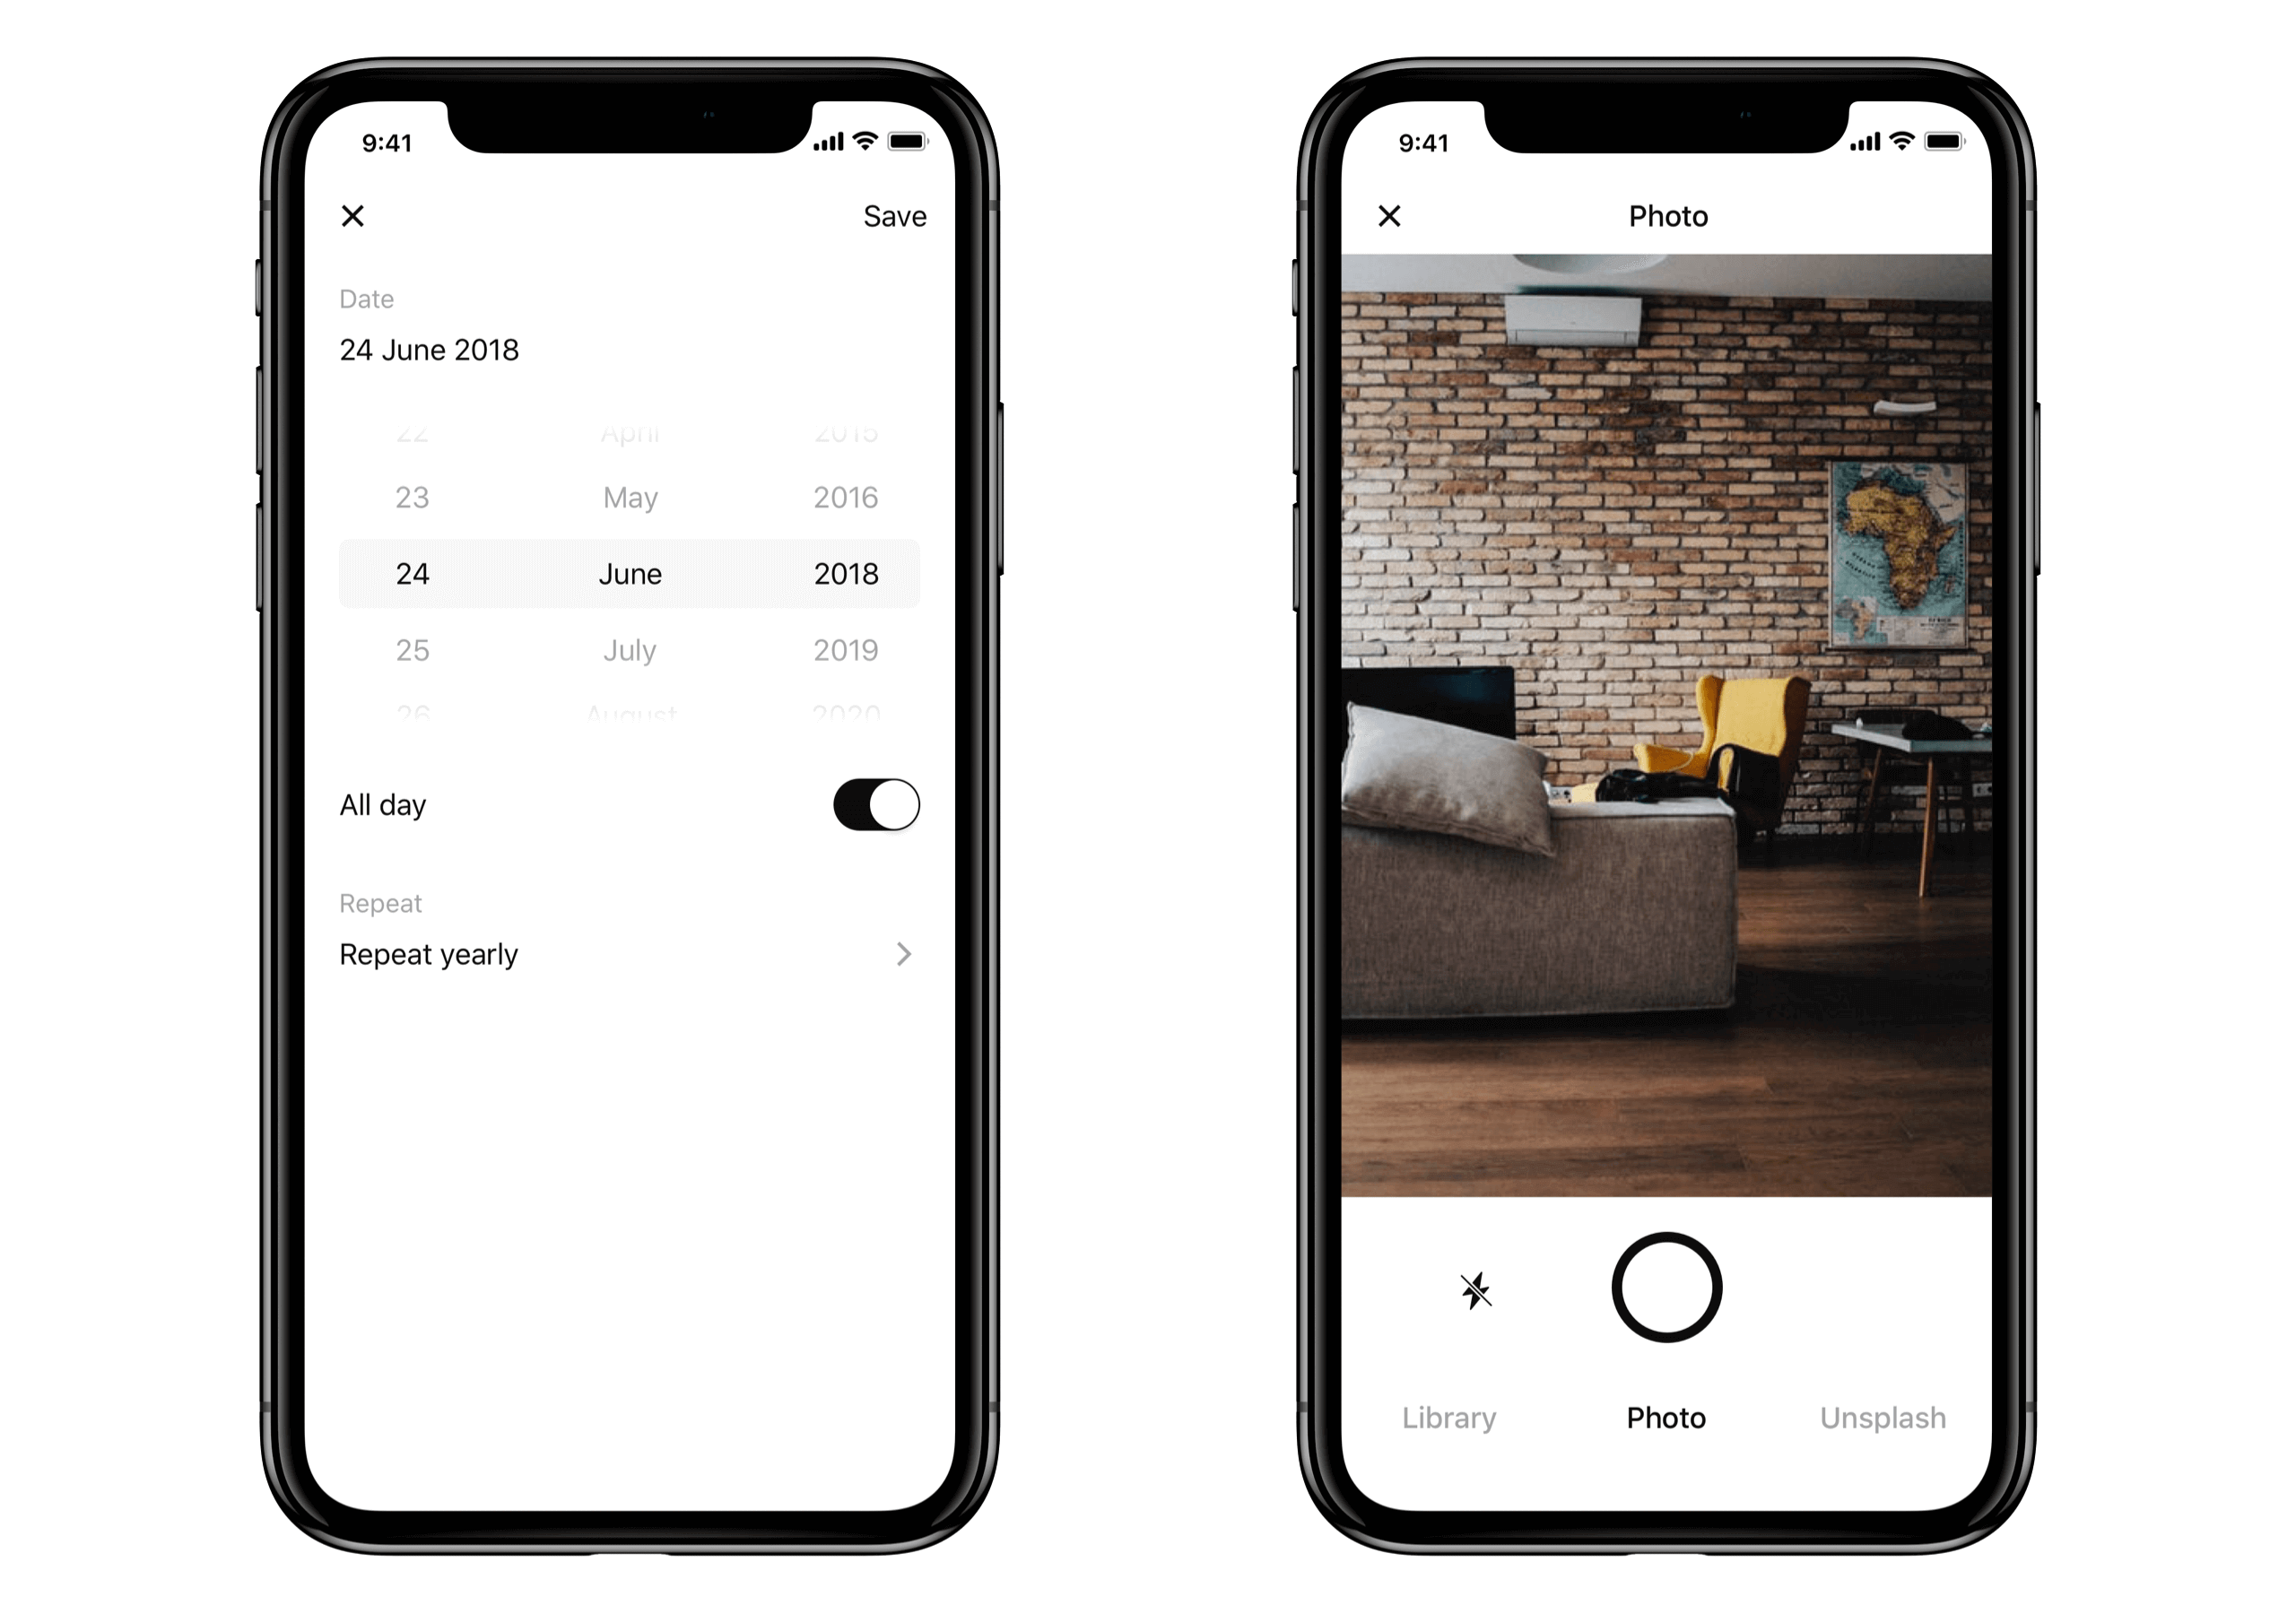 9:41
Save
Date
24 June 2018
22 April 2015
23 May 2016
24 June 2018
25 July 2019
26 August 2020
All day
Repeat
Repeat yearly
9:41
Photo
Library Photo Unsplash